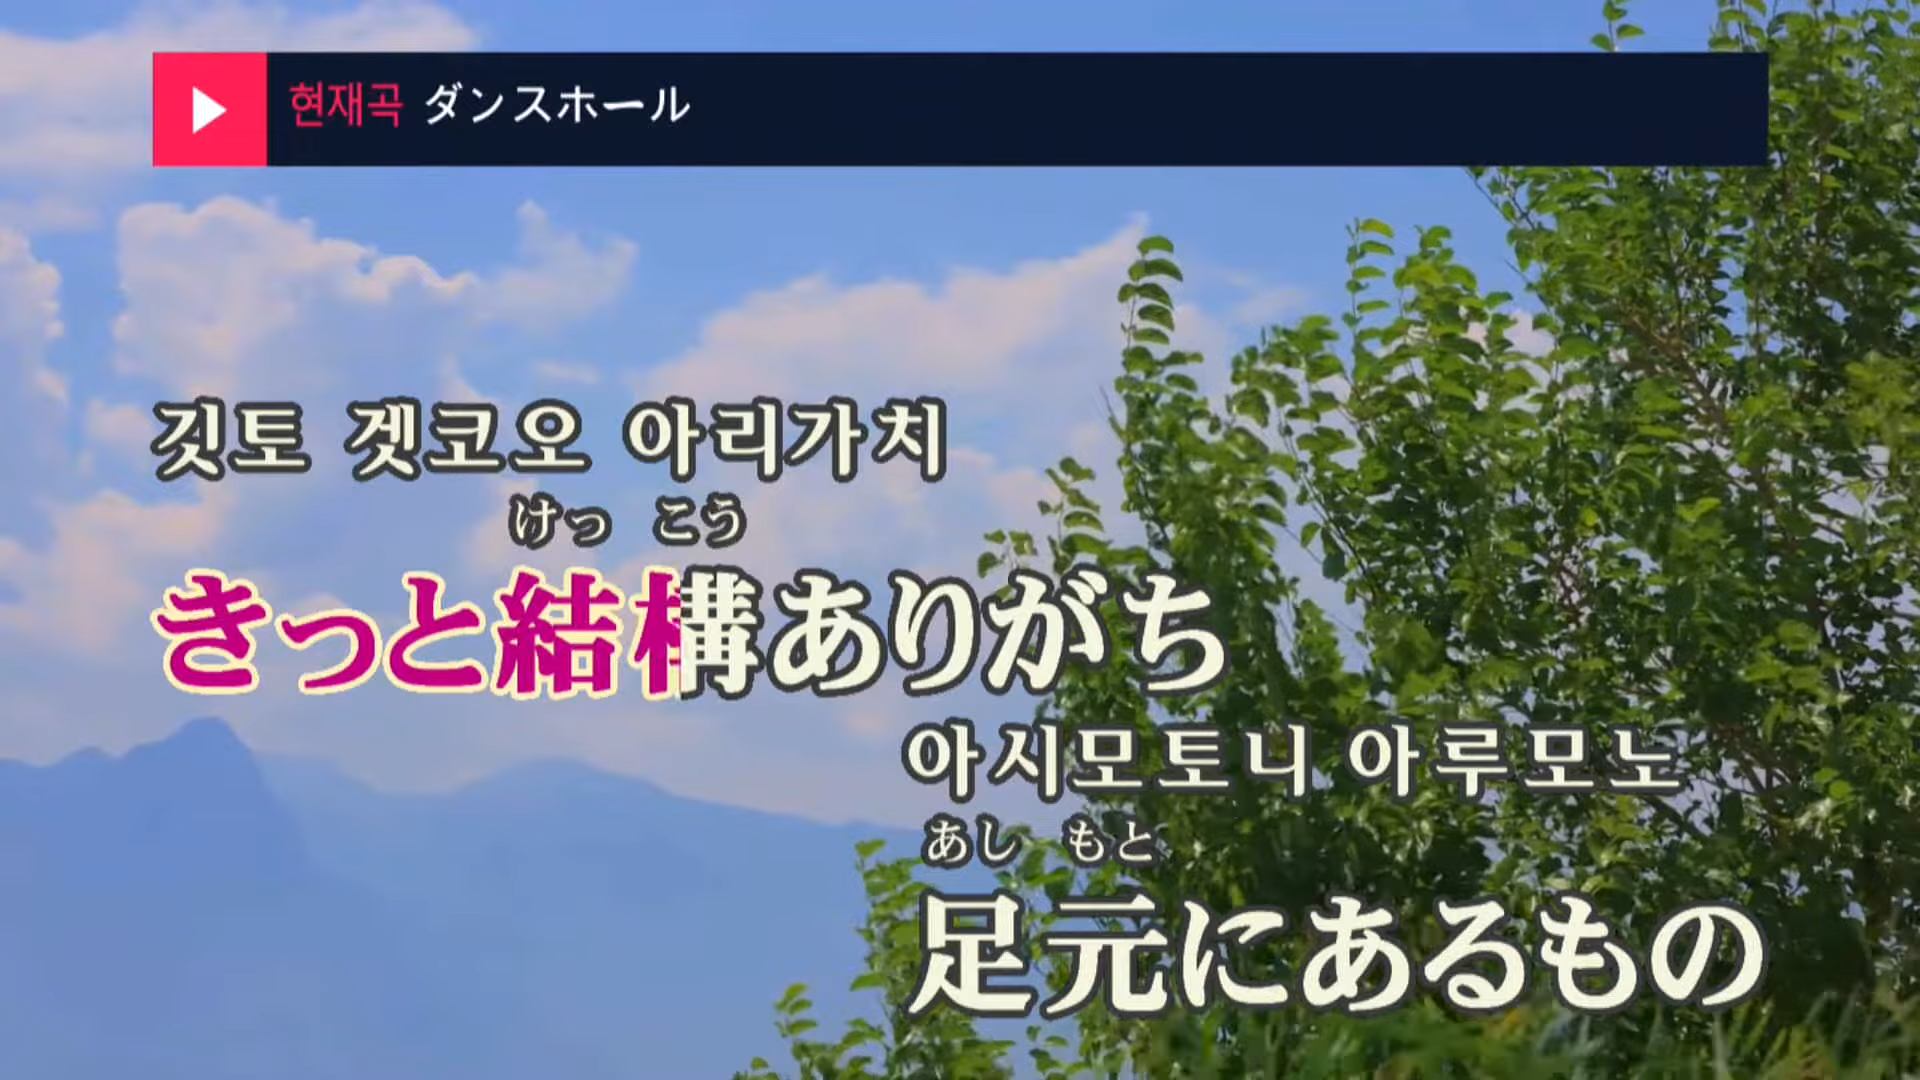 현재곡 ダンスホール
깃토 겟코오 아리가치
けっ こう
きっと結構ありがち
아시모토니 아루모노
あし もと
足元にあるもの